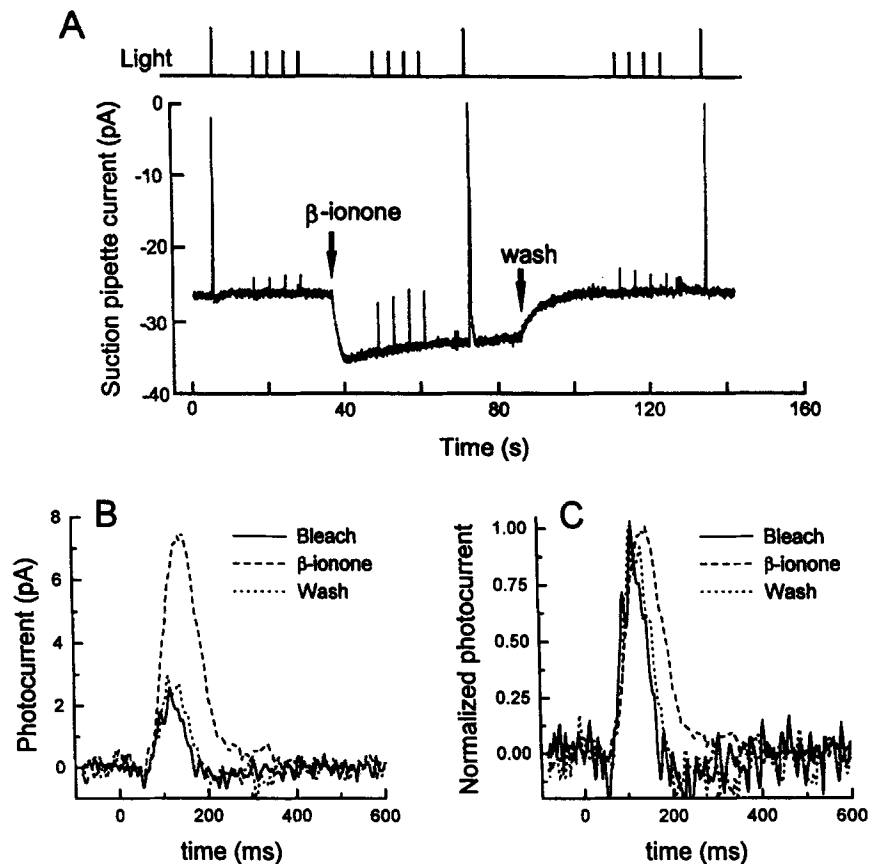 A
Light
Suction pipette current (pA)
0
-10
-20
-30
-40
β-ionone
wash
0 40 80 120 160
Time (s)
B
Photocurrent (pA)
8
6
4
2
0
Bleach
β-ionone
Wash
0 200 400 600
time (ms)
C
Normalized photocurrent
1.00
0.75
0.50
0.25
0.00
Bleach
β-ionone
Wash
0 200 400 600
time (ms)